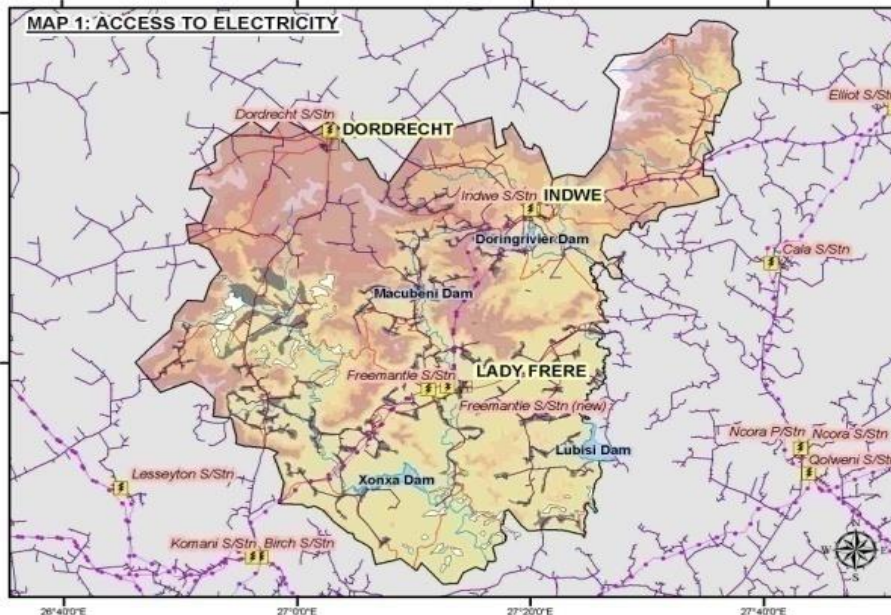 MAP 1: ACCESS TO ELECTRICITY
Elliot S/Stn
Dordrecht S/Stn
DORDRECHT
Indwe S/Stn
INDWE
Doringrivier Dam
Cala S/Stn
Macubeni Dam
Freemantle S/Stn
LADY FRERE
Freemantle S/Stn (new)
Ncora P/Stn
Ncora S/Stn
Lubisi Dam
Qolweni S/Stn
Lesseyton S/Stn
Xonxa Dam
Komani S/Stn
Birch S/Stn
N
W
E
S
26°40'0"E
27°0'0"E
27°20'0"E
27°40'0"E